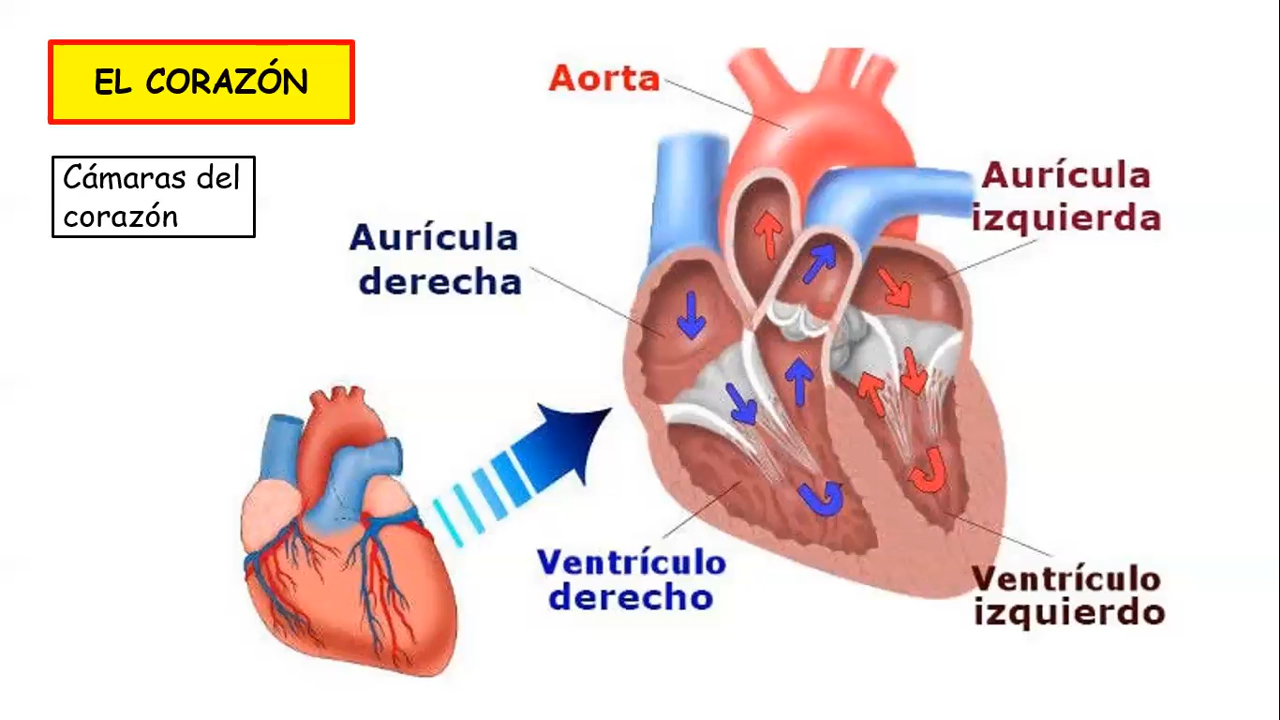 EL CORAZÓN
Cámaras del
corazón
Aorta
Aurícula
izquierda
Aurícula
derecha
Ventrículo
derecho
Ventrículo
izquierdo